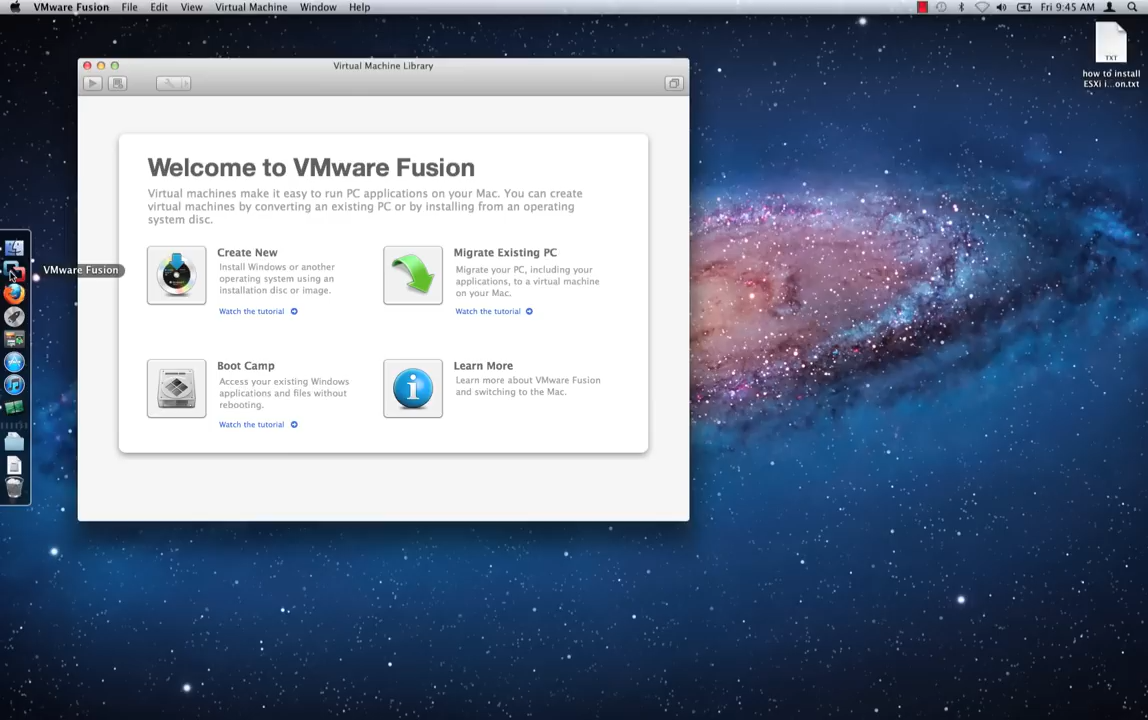 VMware Fusion File Edit View Virtual Machine Window Help Fri 9:45 AM
TXT
how to install
ESXi i...on.txt
Virtual Machine Library
Welcome to VMware Fusion
Virtual machines make it easy to run PC applications on your Mac. You can create
virtual machines by converting an existing PC or by installing from an operating
system disc.
Create New
Install Windows or another
operating system using an
installation disc or image.
Watch the tutorial
Migrate Existing PC
Migrate your PC, including your
applications, to a virtual machine
on your Mac.
Watch the tutorial
Boot Camp
Access your existing Windows
applications and files without
rebooting.
Watch the tutorial
Learn More
Learn more about VMware Fusion
and switching to the Mac.
VMware Fusion